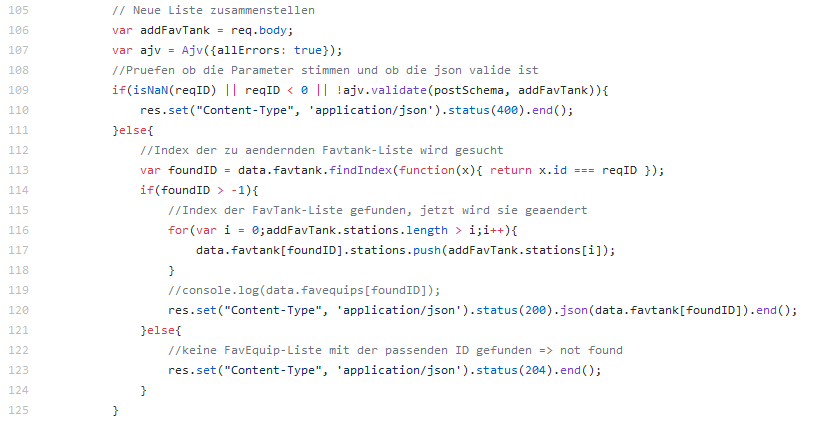 105 // Neue Liste zusammenstellen
106 var addFavTank = req.body;
107 var ajv = Ajv({allErrors: true});
108 //Pruefen ob die Parameter stimmen und ob die json valide ist
109 if(isNaN(reqID) || reqID < 0 || !ajv.validate(postSchema, addFavTank)){
110 res.set("Content-Type", 'application/json').status(400).end();
111 }else{
112 //Index der zu aendernden Favtank-Liste wird gesucht
113 var foundID = data.favtank.findIndex(function(x){ return x.id === reqID });
114 if(foundID > -1){
115 //Index der FavTank-Liste gefunden, jetzt wird sie geaendert
116 for(var i = 0;addFavTank.stations.length > i;i++){
117 data.favtank[foundID].stations.push(addFavTank.stations[i]);
118 }
119 //console.log(data.favequips[foundID]);
120 res.set("Content-Type", 'application/json').status(200).json(data.favtank[foundID]).end();
121 }else{
122 //keine FavEquip-Liste mit der passenden ID gefunden => not found
123 res.set("Content-Type", 'application/json').status(204).end();
124 }
125 }